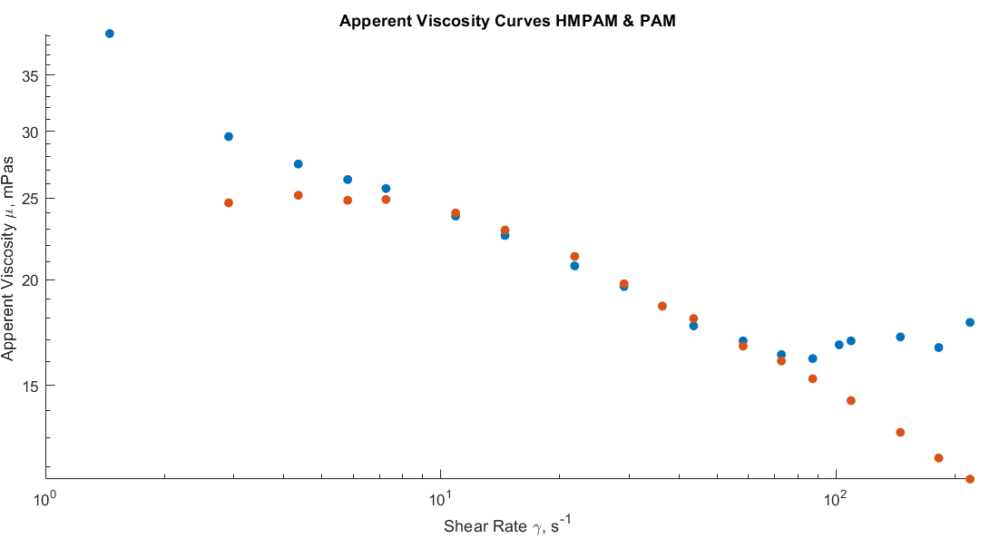 Apperent Viscosity Curves HMPAM & PAM
Apperent Viscosity μ, mPas
35
30
25
20
15
10^0
10^1
10^2
Shear Rate γ, s^-1